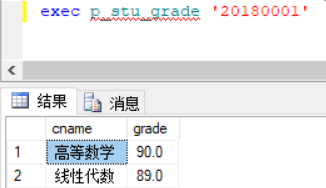 exec p_stu_grade '20180001'
结果 消息
cname grade
1 高等数学 90.0
2 线性代数 89.0